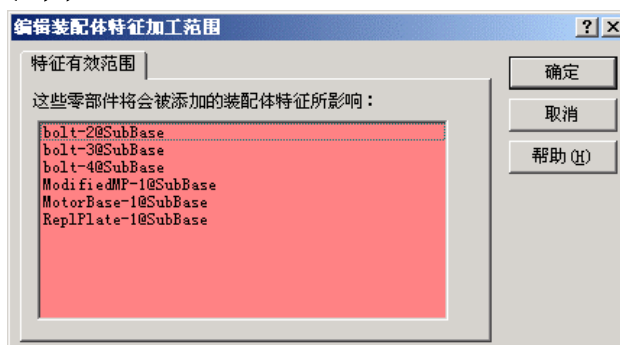 编辑装配体特征加工范围
特征有效范围
确定
这些零部件将会被添加的装配体特征所影响：
取消
bolt-2@SubBase
bolt-3@SubBase
帮助(H)
bolt-4@SubBase
ModifiedMP-1@SubBase
MotorBase-1@SubBase
ReplPlate-1@SubBase